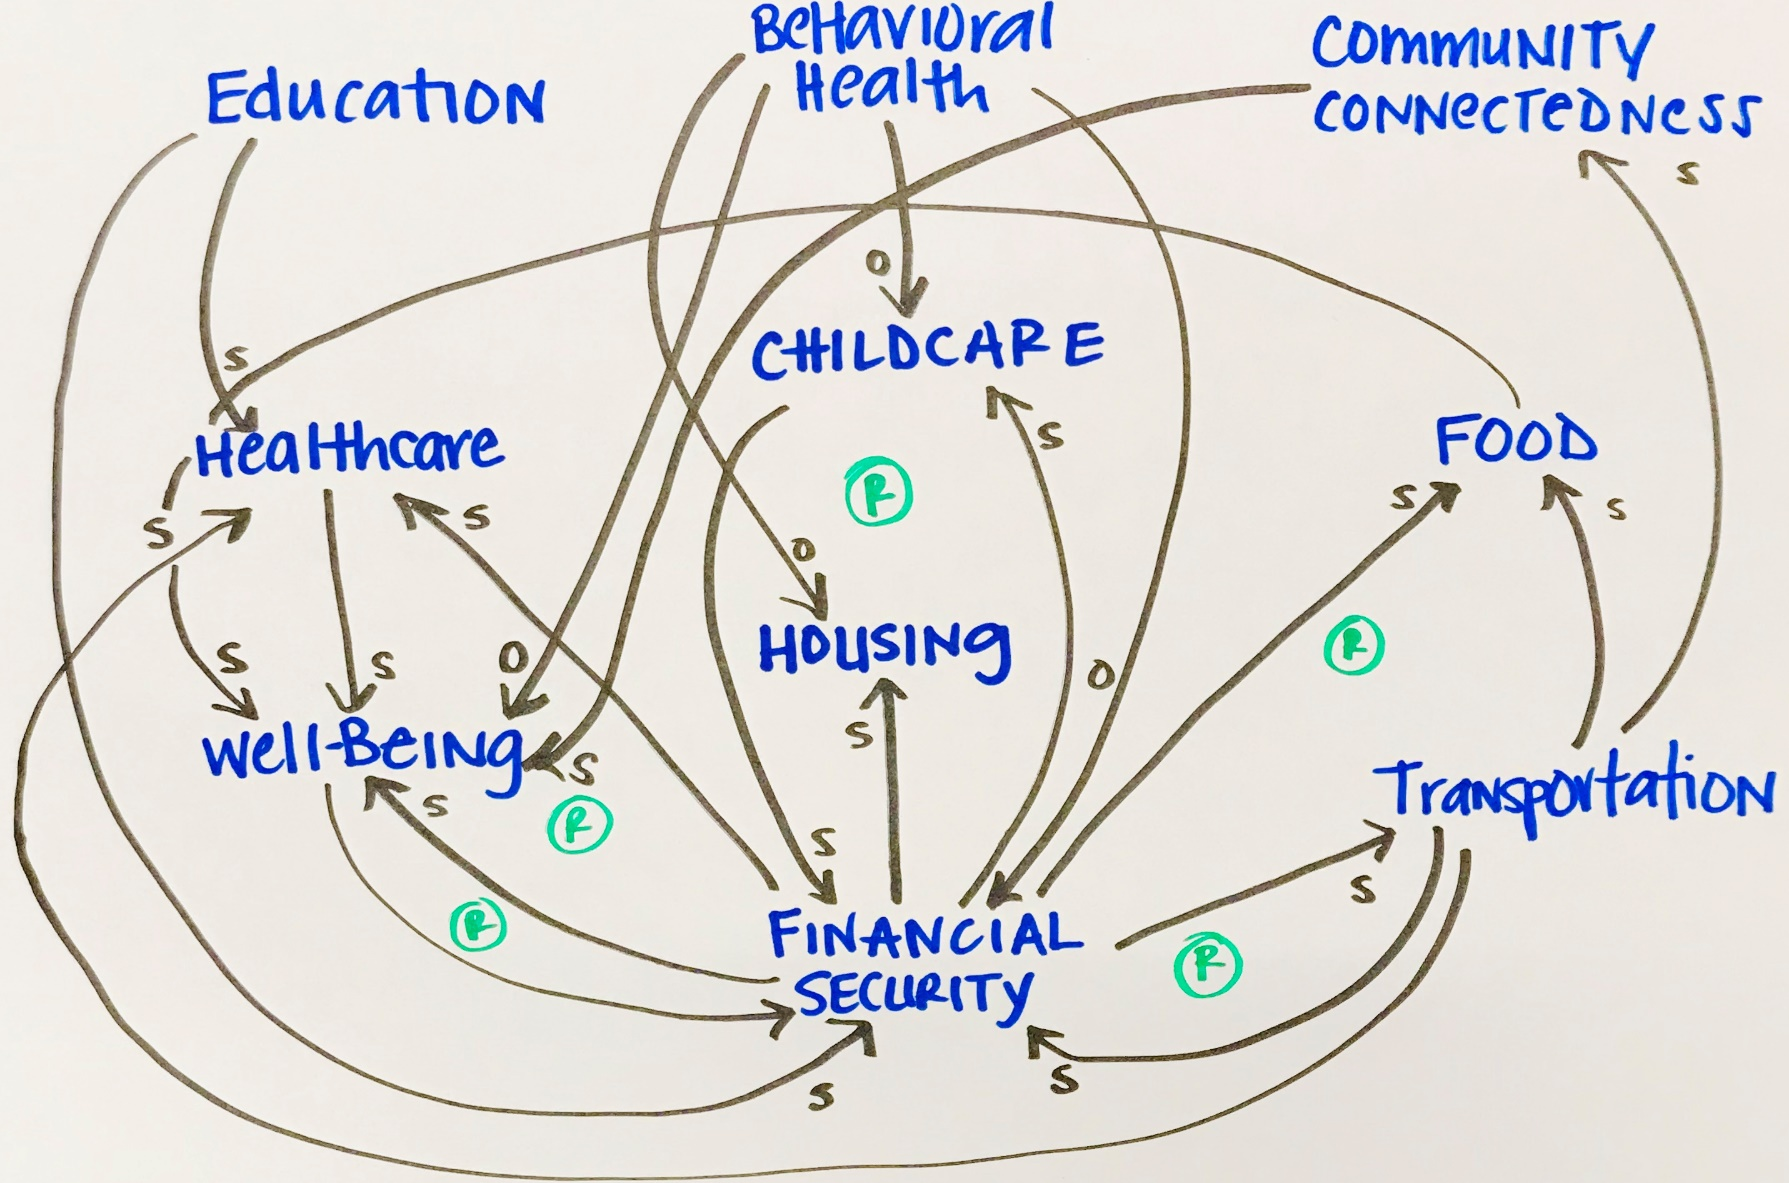 Behavioral
Health
Community
Connectedness
Education
S
O
S
CHILDCARE
S
Healthcare
FOOD
R
S
S
S
S
O
HOUSING
R
S
S
O
O
S
Well-Being
S
Transportation
S
R
S
S
R
FINANCIAL
SECURITY
R
S
S
S